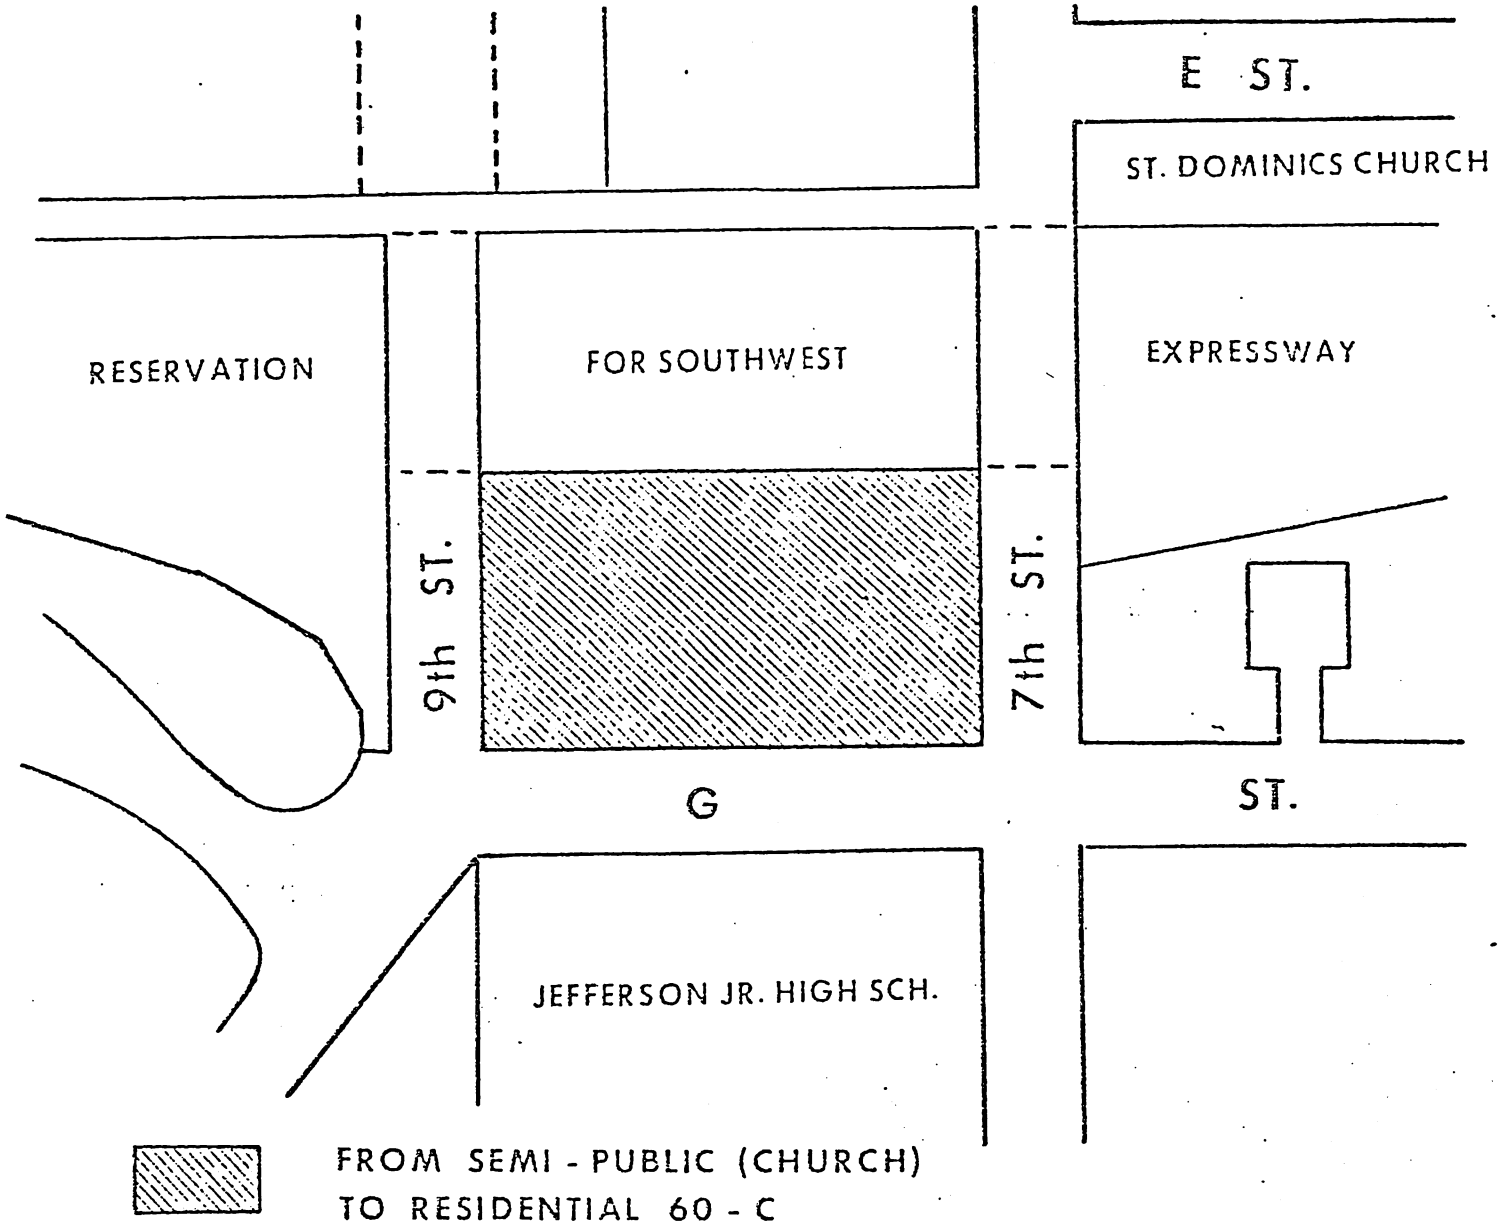 E ST.
ST. DOMINICS CHURCH
RESERVATION FOR SOUTHWEST EXPRESSWAY
9th ST.
7th ST.
G ST.
JEFFERSON JR. HIGH SCH.
FROM SEMI - PUBLIC (CHURCH)
TO RESIDENTIAL 60 - C